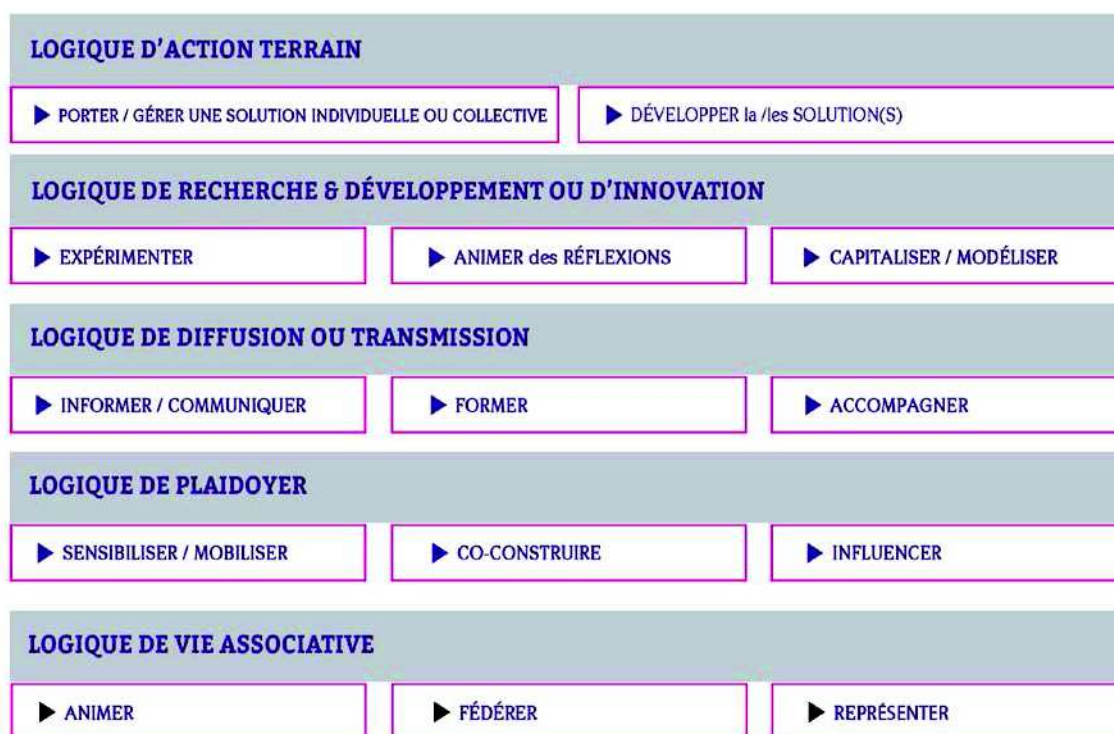 LOGIQUE D'ACTION TERRAIN
PORTER / GÉRER UNE SOLUTION INDIVIDUELLE OU COLLECTIVE
DÉVELOPPER la /les SOLUTION(S)
LOGIQUE DE RECHERCHE & DÉVELOPPEMENT OU D'INNOVATION
EXPÉRIMENTER
ANIMER des RÉFLEXIONS
CAPITALISER / MODÉLISER
LOGIQUE DE DIFFUSION OU TRANSMISSION
INFORMER / COMMUNIQUER
FORMER
ACCOMPAGNER
LOGIQUE DE PLAIDOYER
SENSIBILISER / MOBILISER
CO-CONSTRUIRE
INFLUENCER
LOGIQUE DE VIE ASSOCIATIVE
ANIMER
FÉDÉRER
REPRÉSENTER